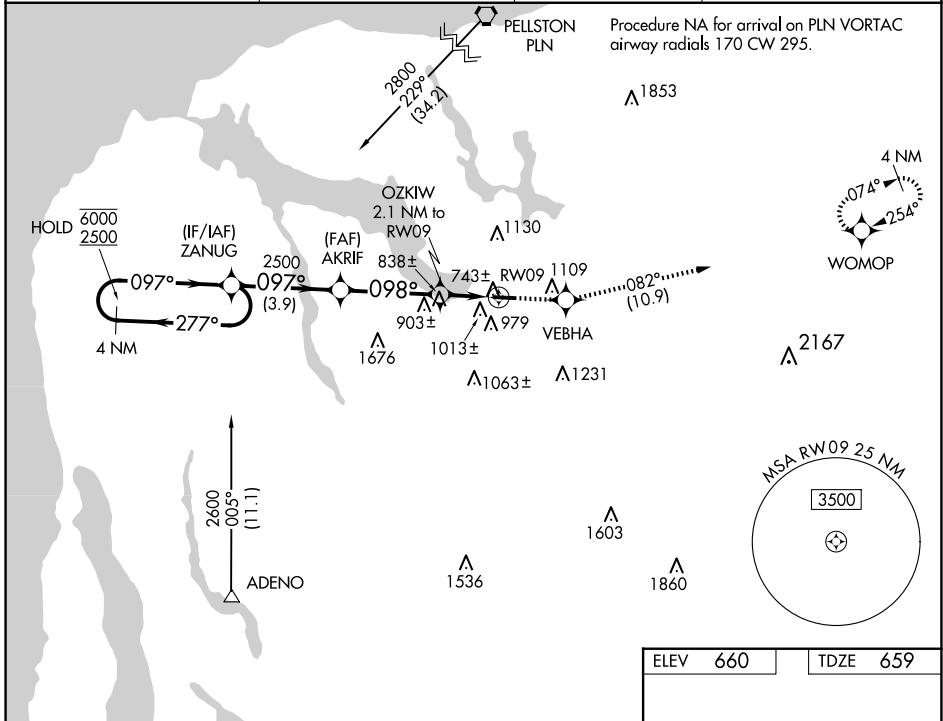 PELLSTON
PLN
Procedure NA for arrival on PLN VORTAC
airway radials 170 CW 295.
2800
229°
(34.2)
1853
4 NM
074°
254°
WOMOP
OZKIW
2.1 NM to
RW09
HOLD 6000
2500
(IF/IAF)
ZANUG
(FAF)
AKRIF
1130
097°
2500
097°
(3.9)
098°
838±
743±
RW09
1109
082°
(10.9)
277°
4 NM
903±
979
VEBHA
1676
1013±
1063±
1231
2167
2600
005°
(11.1)
MSA RW09 25 NM
3500
1603
ADENO
1536
1860
ELEV 660
TDZE 659